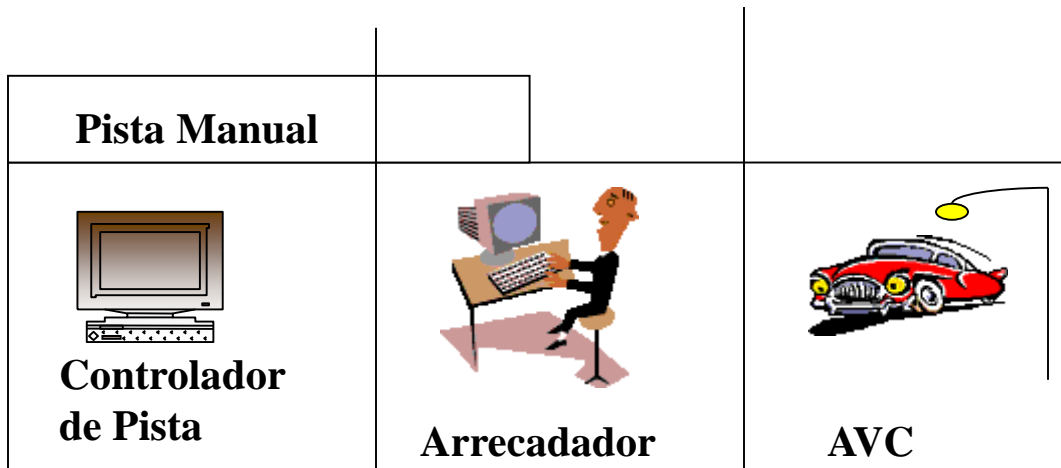 Pista Manual
Controlador
de Pista
Arrecadador
AVC